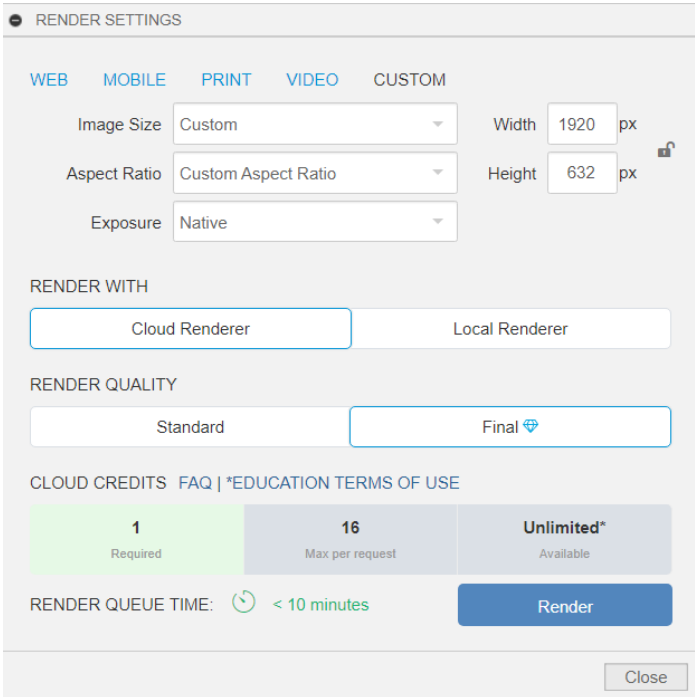 RENDER SETTINGS
WEB MOBILE PRINT VIDEO CUSTOM
Image Size Custom Width 1920 px
Aspect Ratio Custom Aspect Ratio Height 632 px
Exposure Native
RENDER WITH
Cloud Renderer Local Renderer
RENDER QUALITY
Standard Final
CLOUD CREDITS FAQ | *EDUCATION TERMS OF USE
1 16 Unlimited*
Required Max per request Available
RENDER QUEUE TIME: < 10 minutes Render
Close